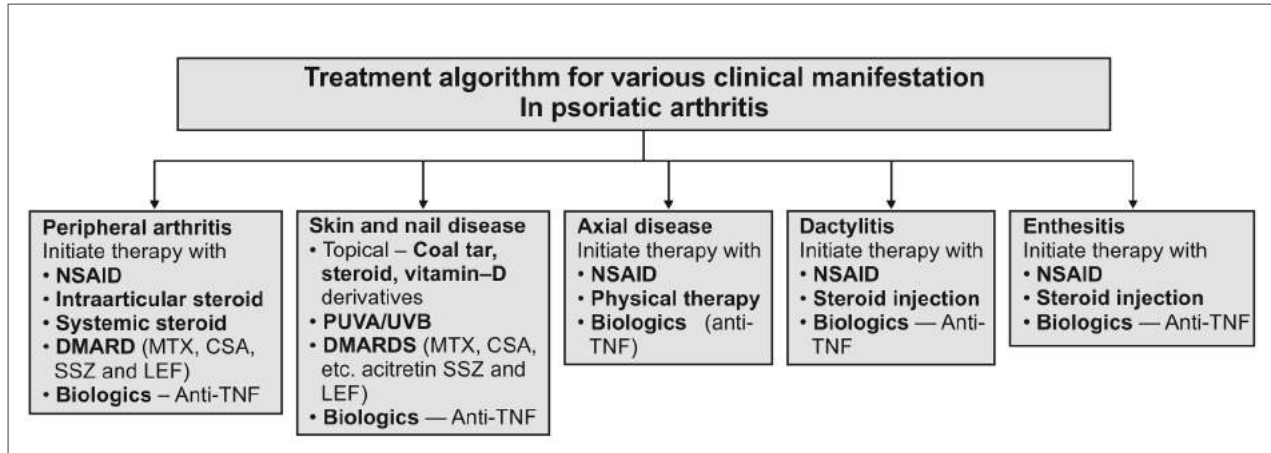 Treatment algorithm for various clinical manifestation
In psoriatic arthritis
Peripheral arthritis
Initiate therapy with
• NSAID
• Intraarticular steroid
• Systemic steroid
• DMARD (MTX, CSA,
SSZ and LEF)
• Biologics – Anti-TNF
Skin and nail disease
• Topical – Coal tar,
steroid, vitamin–D
derivatives
• PUVA/UVB
• DMARDS (MTX, CSA,
etc. acitretin SSZ and
LEF)
• Biologics — Anti-TNF
Axial disease
Initiate therapy with
• NSAID
• Physical therapy
• Biologics (anti-
TNF)
Dactylitis
Initiate therapy with
• NSAID
• Steroid injection
• Biologics — Anti-
TNF
Enthesitis
Initiate therapy with
• NSAID
• Steroid injection
• Biologics — Anti-TNF